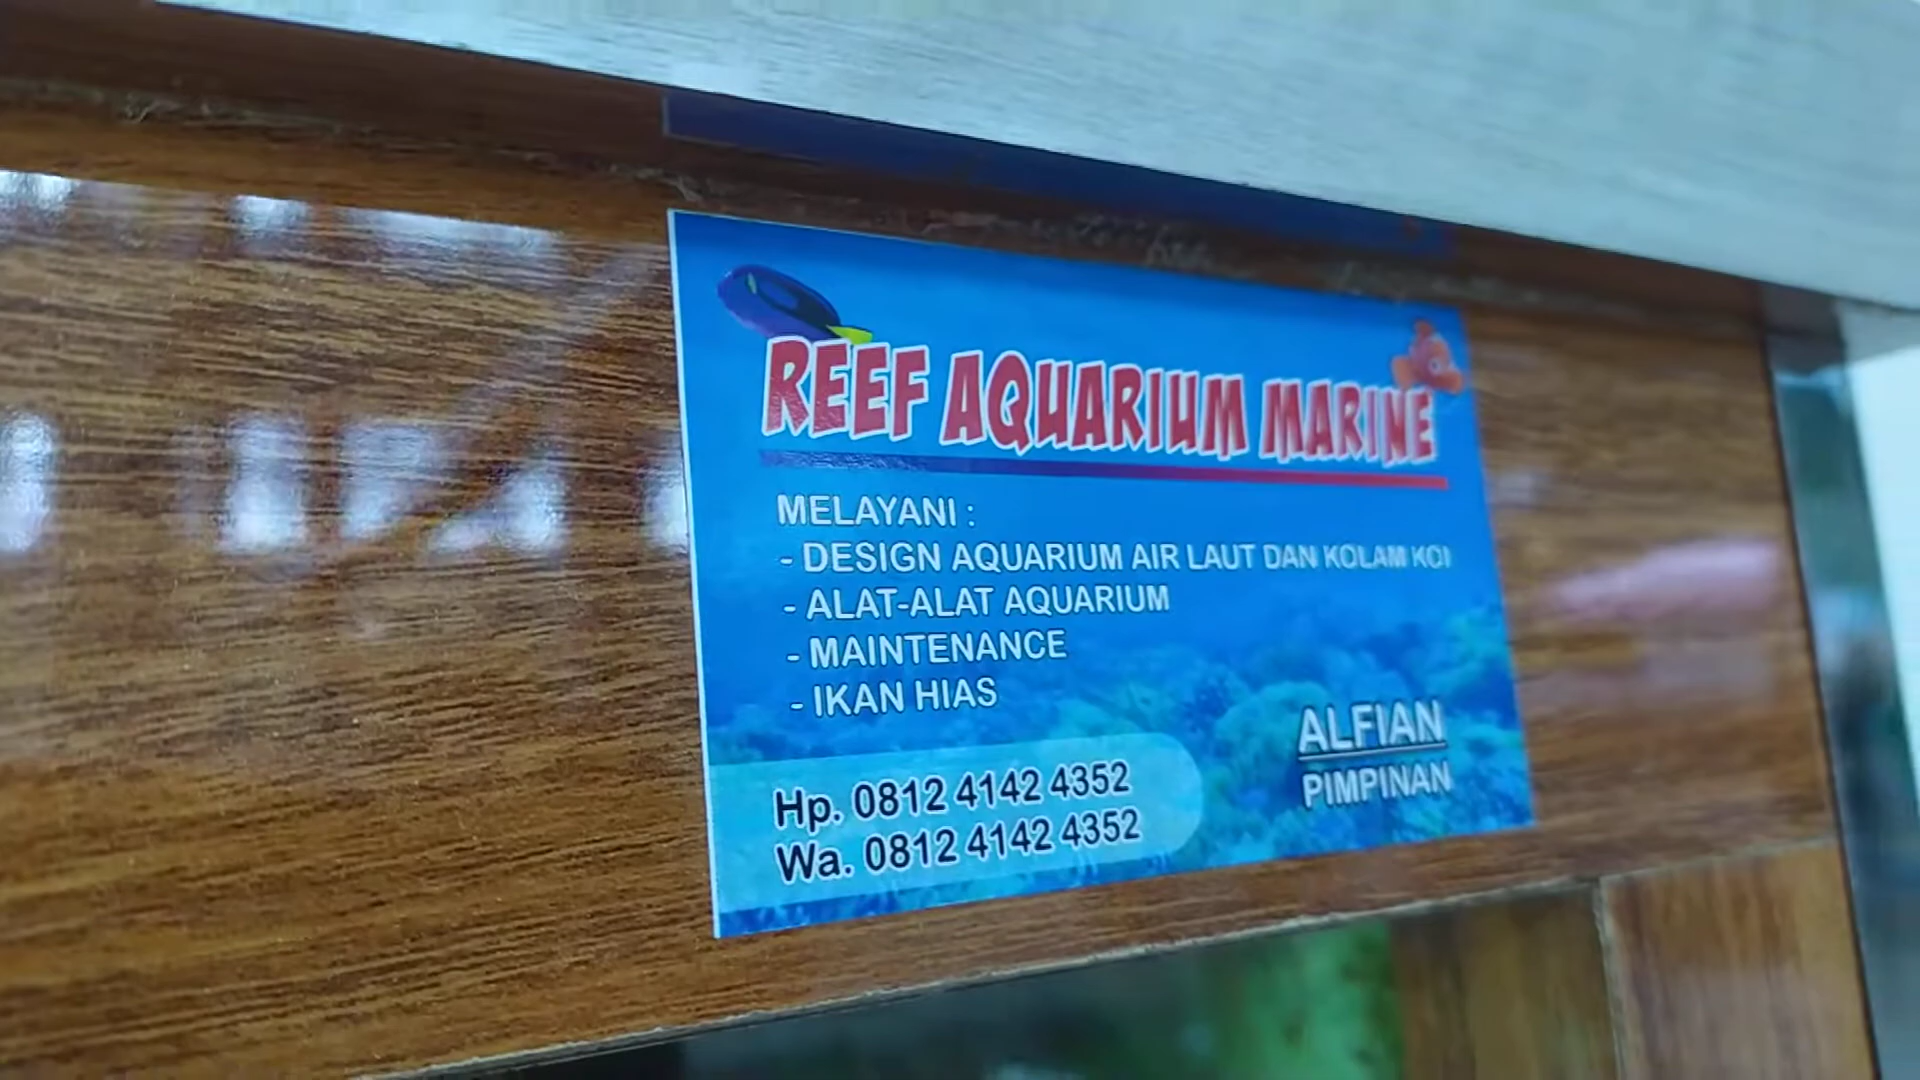 REEF AQUARIUM MARINE
MELAYANI :
- DESIGN AQUARIUM AIR LAUT DAN KOLAM KOI
- ALAT-ALAT AQUARIUM
- MAINTENANCE
- IKAN HIAS
ALFIAN
PIMPINAN
Hp. 0812 4142 4352
Wa. 0812 4142 4352